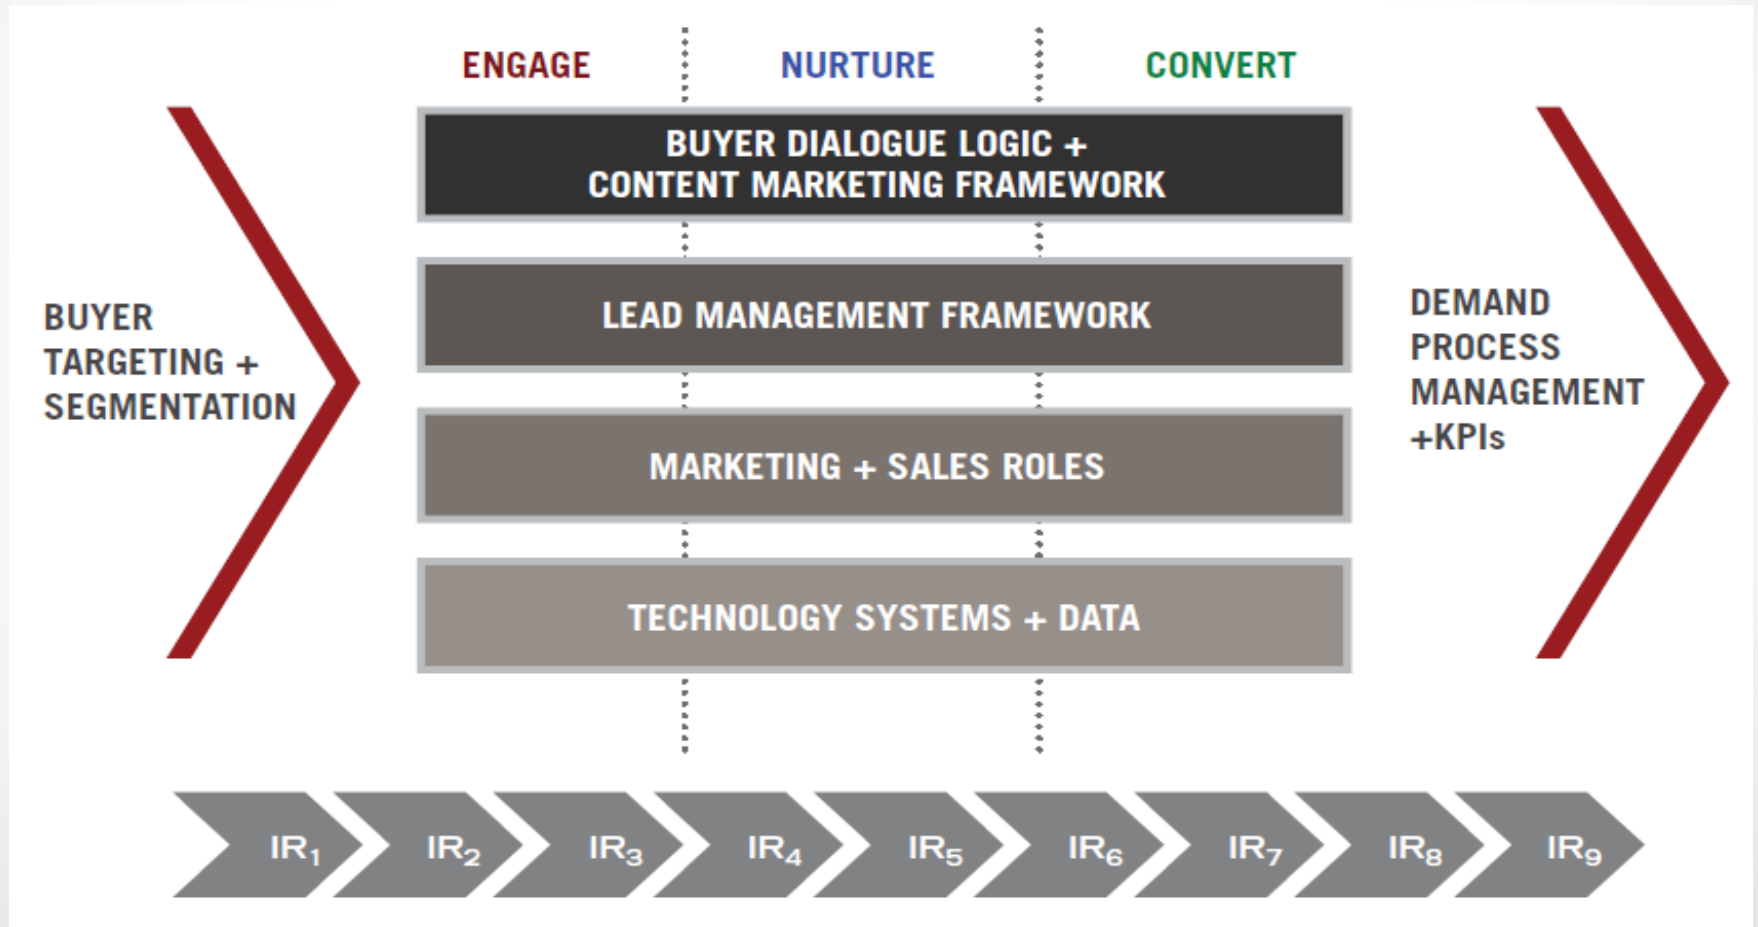 ENGAGE
NURTURE
CONVERT
BUYER DIALOGUE LOGIC +
CONTENT MARKETING FRAMEWORK
LEAD MANAGEMENT FRAMEWORK
MARKETING + SALES ROLES
TECHNOLOGY SYSTEMS + DATA
BUYER
TARGETING +
SEGMENTATION
DEMAND
PROCESS
MANAGEMENT
+KPIs
IR1
IR2
IR3
IR4
IR5
IR6
IR7
IR8
IR9